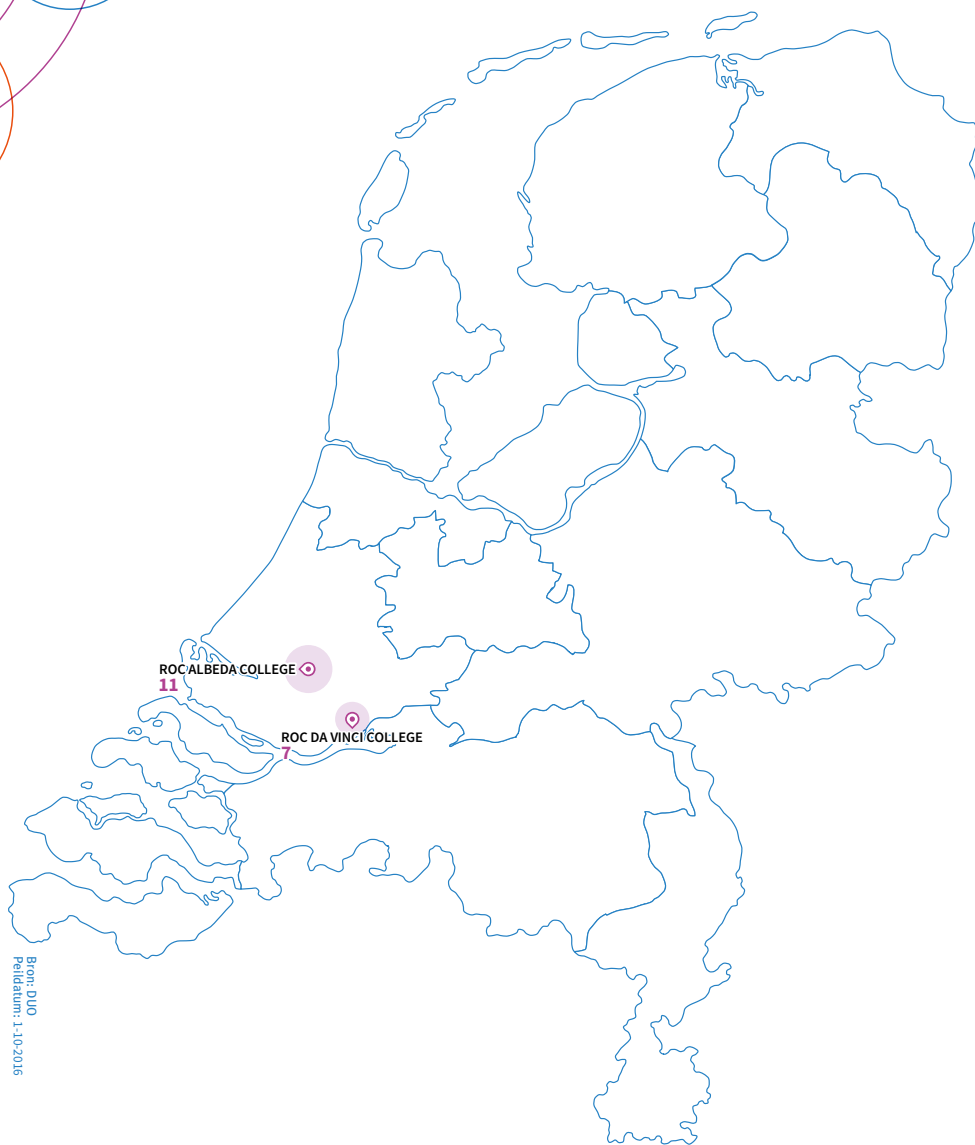 ROC ALBEDA COLLEGE
11
ROC DA VINCI COLLEGE
7
Bron: DUO
Peildatum: 1-10-2016